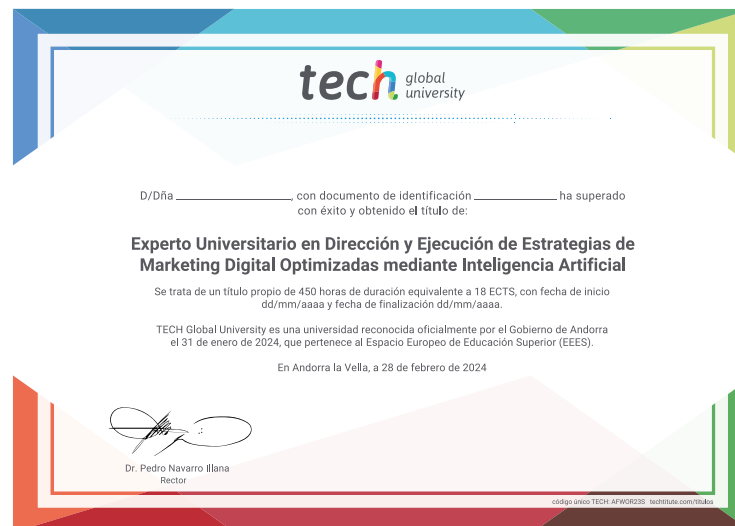 tech global university
D/Dña ____________________, con documento de identificación ______________ ha superado
con éxito y obtenido el título de:
Experto Universitario en Dirección y Ejecución de Estrategias de
Marketing Digital Optimizadas mediante Inteligencia Artificial
Se trata de un título propio de 450 horas de duración equivalente a 18 ECTS, con fecha de inicio
dd/mm/aaaa y fecha de finalización dd/mm/aaaa.
TECH Global University es una universidad reconocida oficialmente por el Gobierno de Andorra
el 31 de enero de 2024, que pertenece al Espacio Europeo de Educación Superior (EEES).
En Andorra la Vella, a 28 de febrero de 2024
Dr. Pedro Navarro Illana
Rector
código único TECH: AFWOR23S techtitute.com/titulos